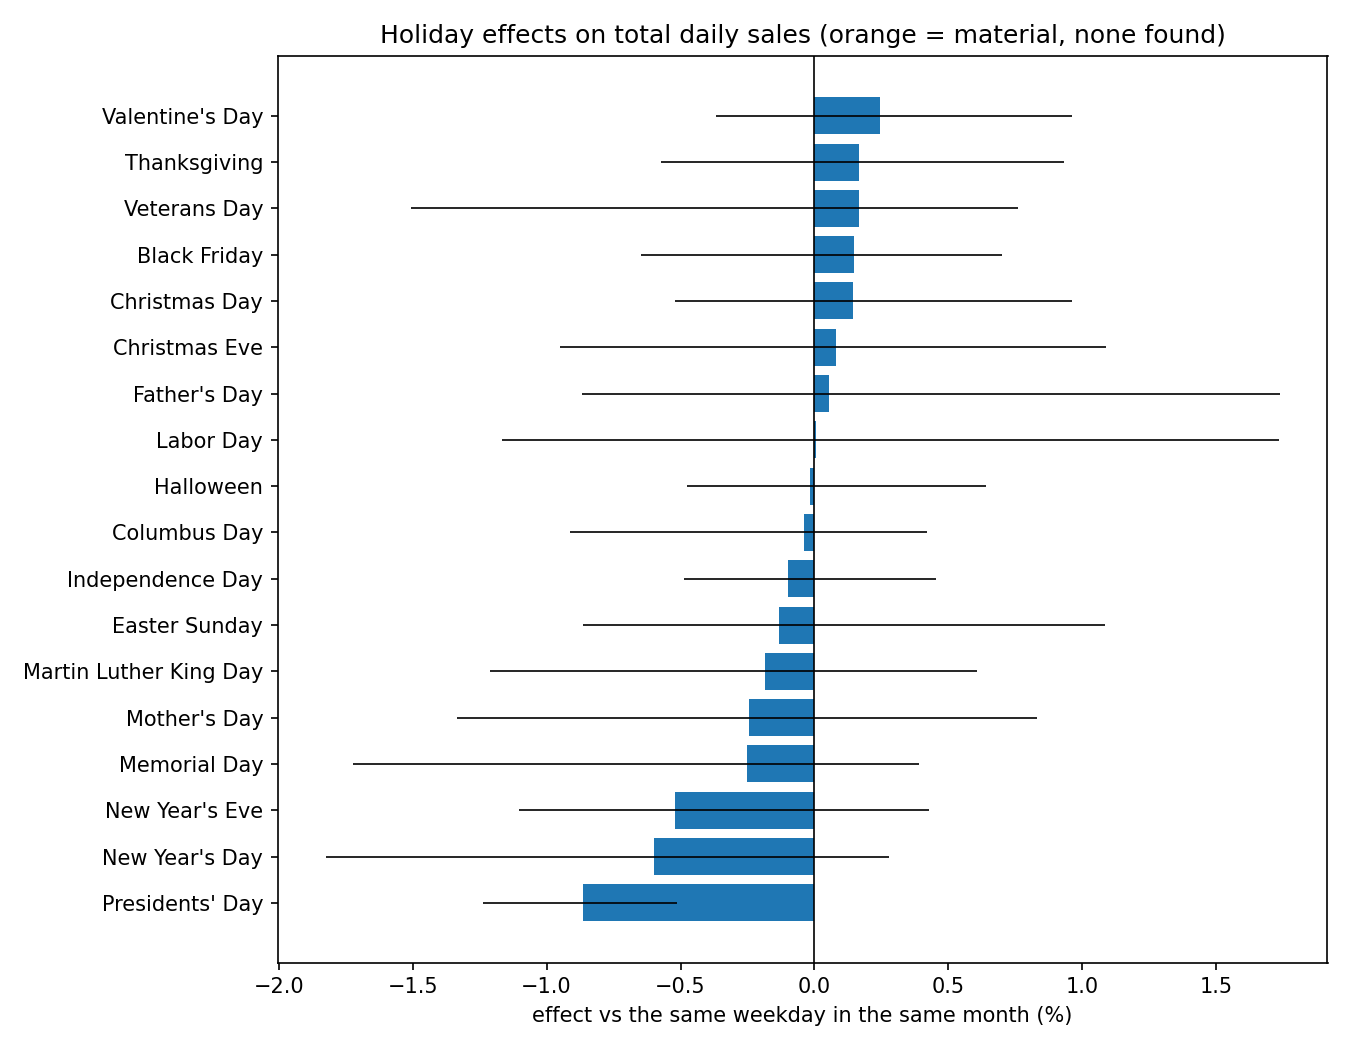 Holiday effects on total daily sales (orange = material, none found)
Valentine's Day
Thanksgiving
Veterans Day
Black Friday
Christmas Day
Christmas Eve
Father's Day
Labor Day
Halloween
Columbus Day
Independence Day
Easter Sunday
Martin Luther King Day
Mother's Day
Memorial Day
New Year's Eve
New Year's Day
Presidents' Day
−2.0 −1.5 −1.0 −0.5 0.0 0.5 1.0 1.5
effect vs the same weekday in the same month (%)